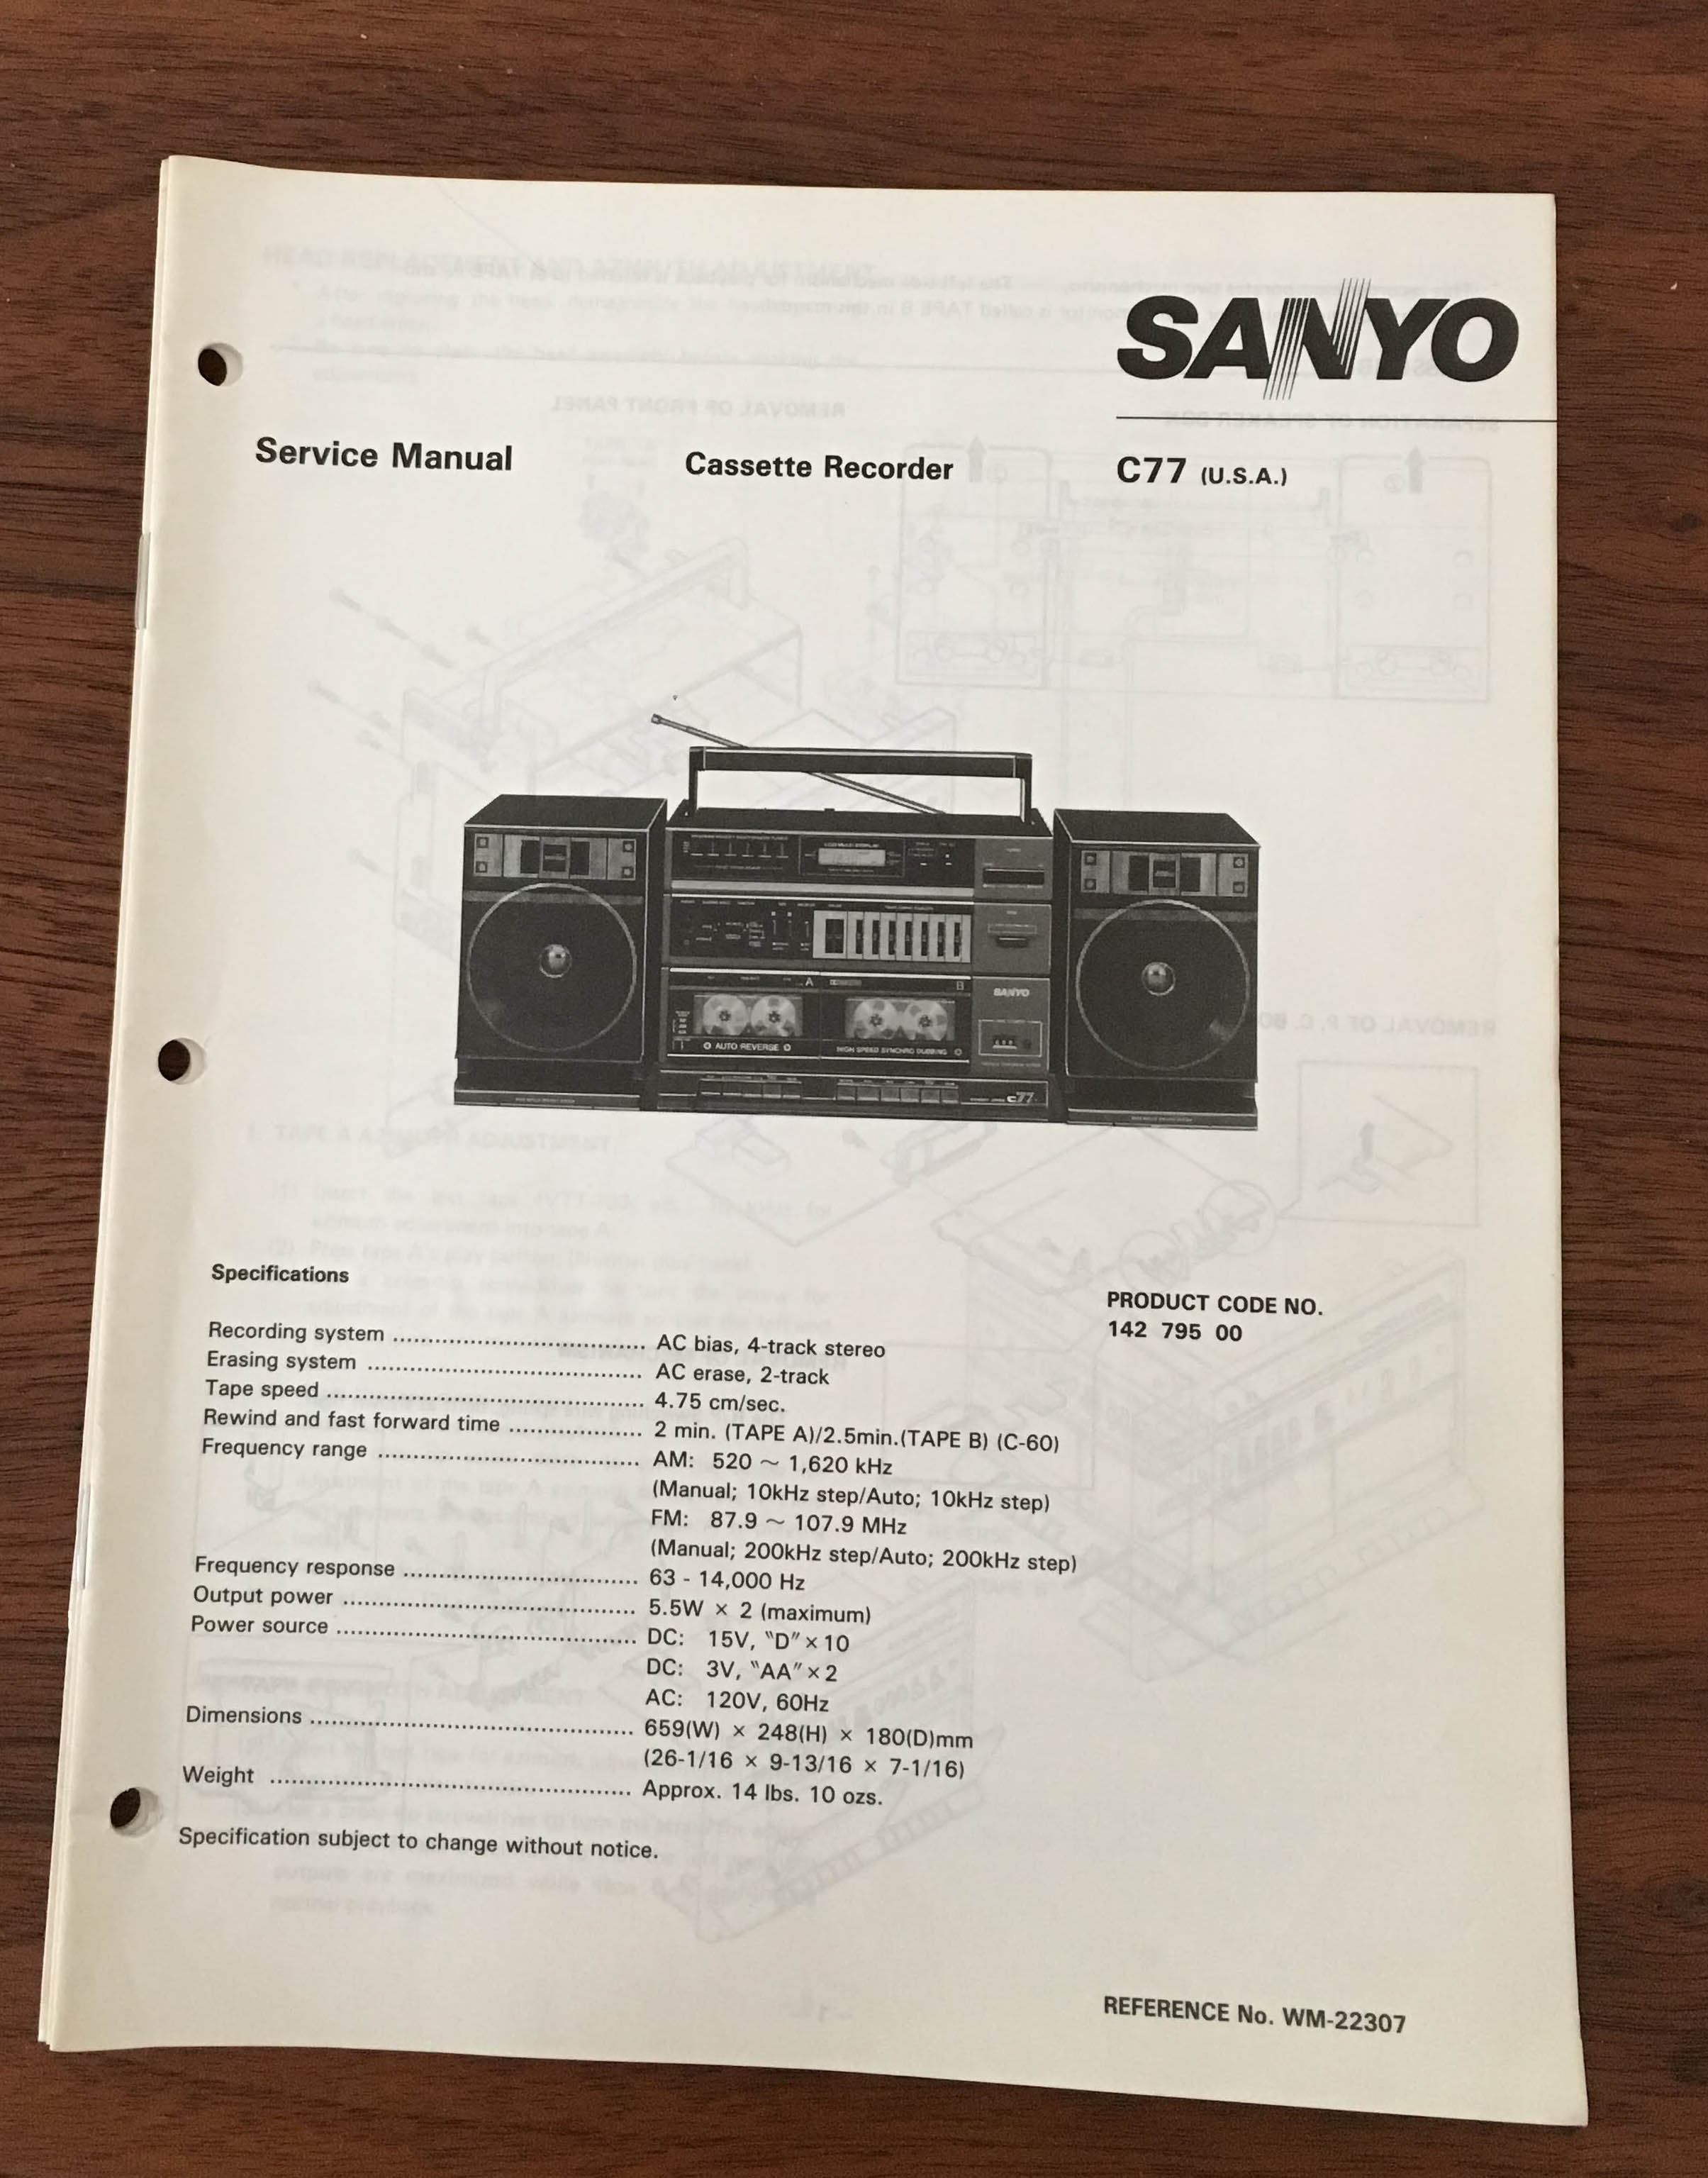 SANYO
Service Manual
Cassette Recorder
C77 (U.S.A.)
A
B
SANYO
AUTO REVERSE
HIGH SPEED SYNCHRO DUBBING
C77
Specifications
Recording system ........ AC bias, 4-track stereo
Erasing system ........ AC erase, 2-track
Tape speed ........ 4.75 cm/sec.
Rewind and fast forward time ........ 2 min. (TAPE A)/2.5min.(TAPE B) (C-60)
Frequency range ........ AM: 520 ~ 1,620 kHz
(Manual; 10kHz step/Auto; 10kHz step)
FM: 87.9 ~ 107.9 MHz
(Manual; 200kHz step/Auto; 200kHz step)
Frequency response ........ 63 - 14,000 Hz
Output power ........ 5.5W × 2 (maximum)
Power source ........ DC: 15V, "D"×10
DC: 3V, "AA"×2
AC: 120V, 60Hz
Dimensions ........ 659(W) × 248(H) × 180(D)mm
(26-1/16 × 9-13/16 × 7-1/16)
Weight ........ Approx. 14 lbs. 10 ozs.
Specification subject to change without notice.
PRODUCT CODE NO.
142 795 00
REFERENCE No. WM-22307